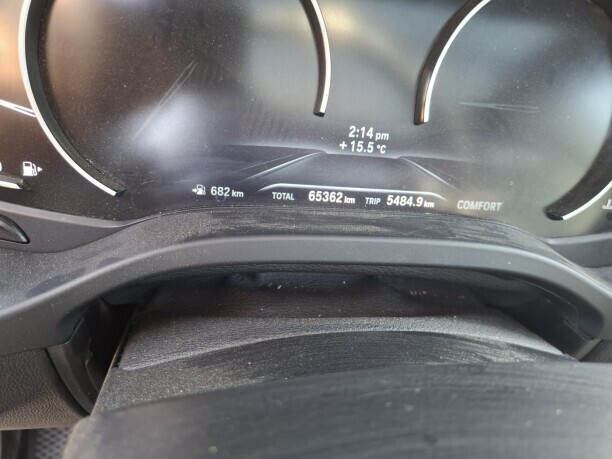 2:14 pm
+15.5 °C
682 km TOTAL 65362 km TRIP 5484.9 km COMFORT